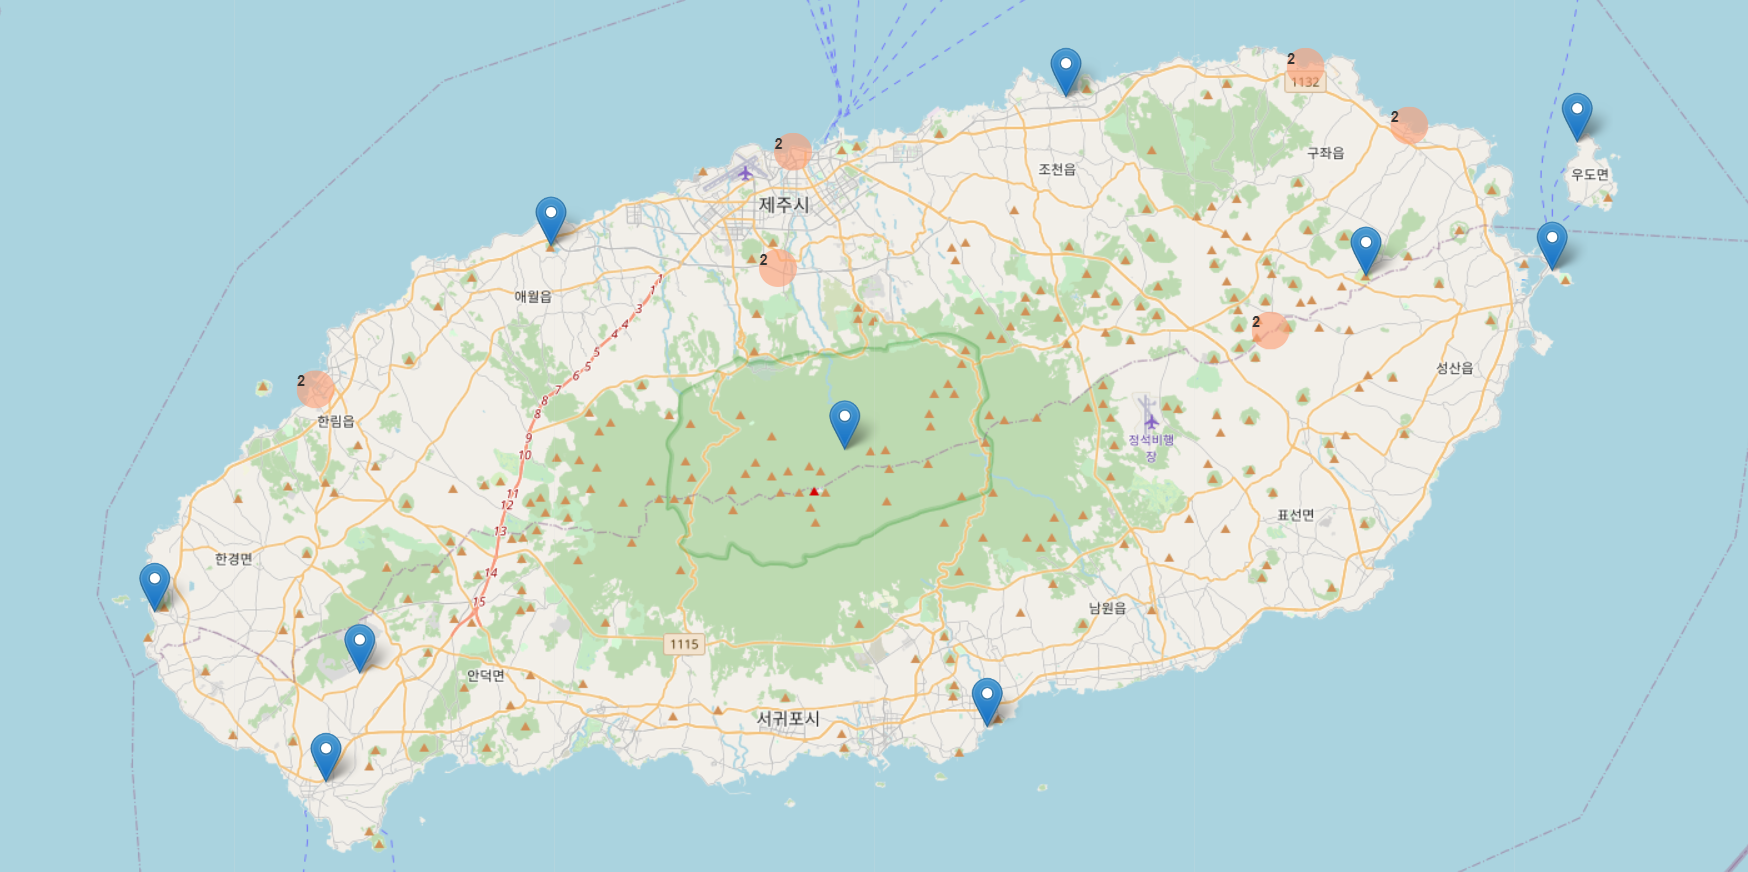 2
1132
2
2
구좌읍
조천읍
우도면
제주시
2
1
1
3
4
4
5
5
6
7
8
8
9
10
11
12
13
14
15
애월읍
2
성산읍
2
한림읍
정석비행
장
표선면
한경면
남원읍
1115
안덕면
서귀포시